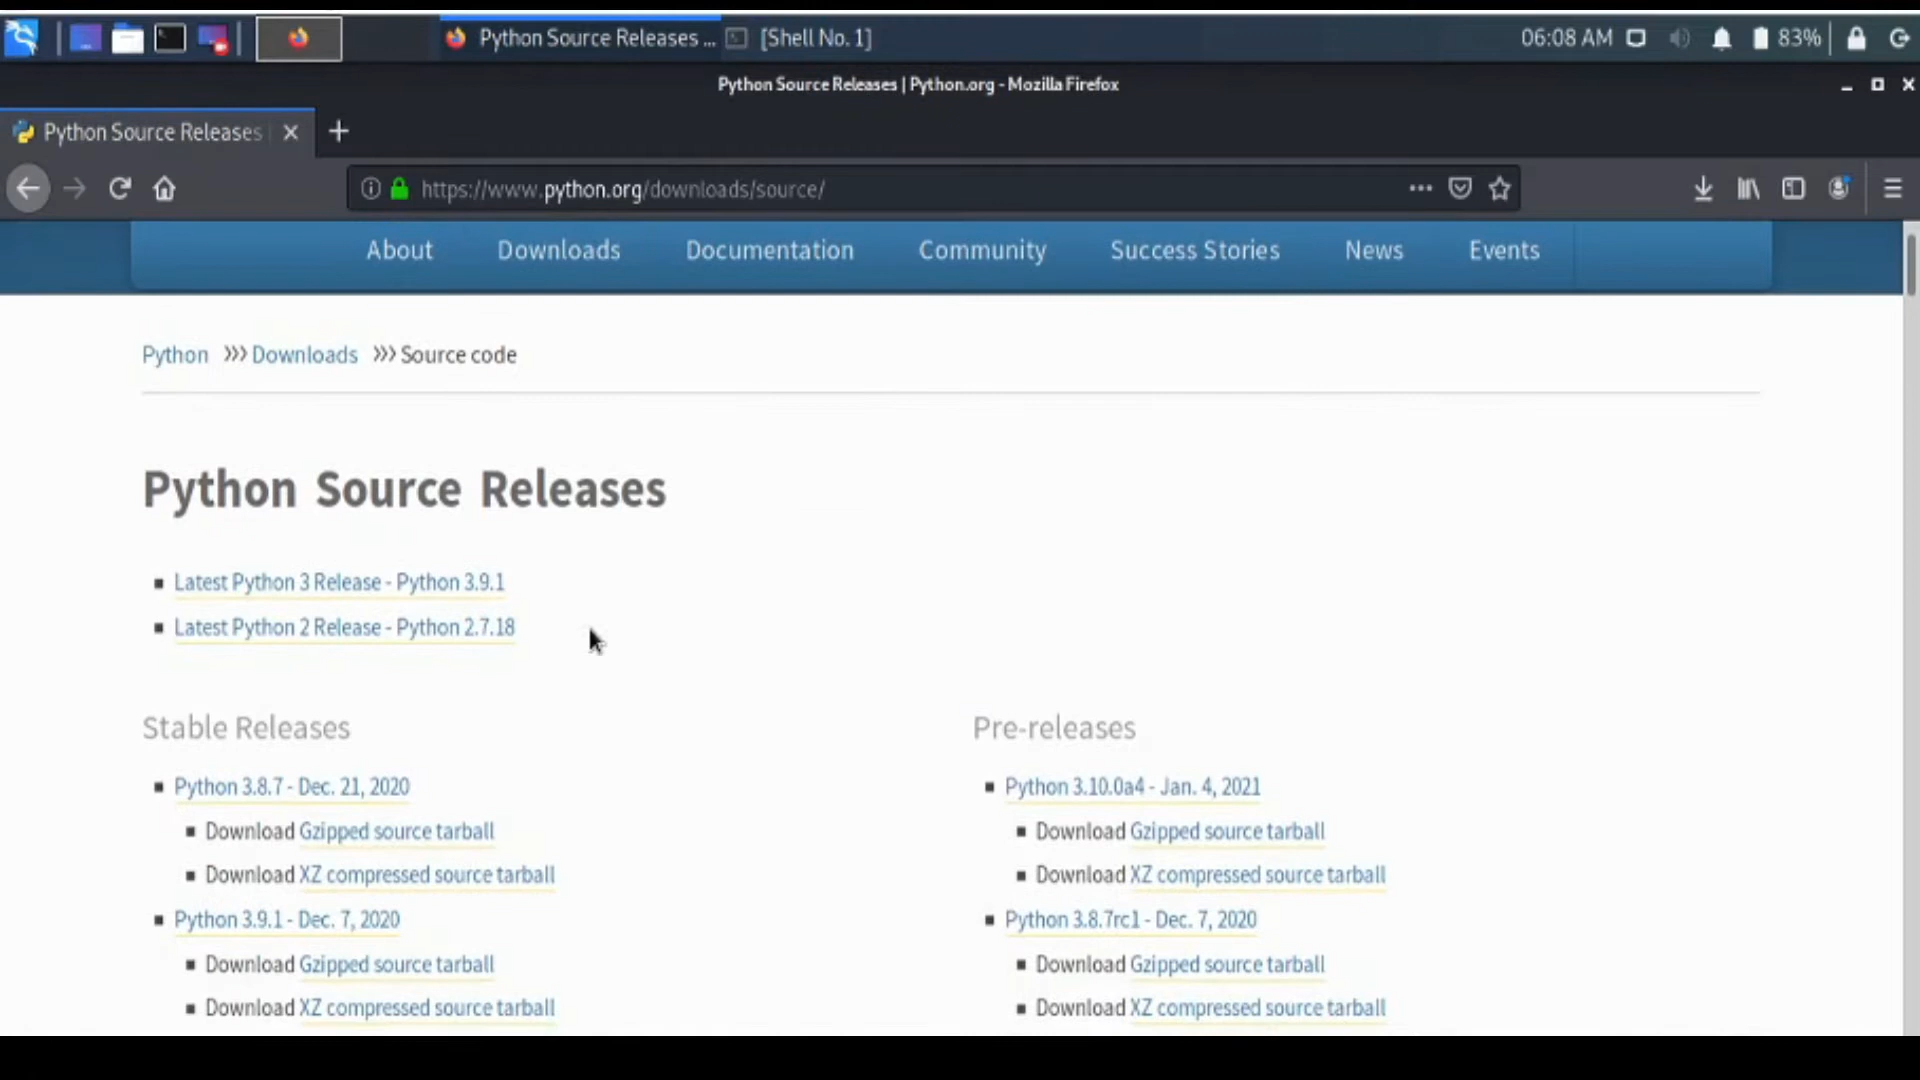 Python Source Releases ... [Shell No. 1] 06:08 AM 83%
Python Source Releases | Python.org - Mozilla Firefox
Python Source Releases
https://www.python.org/downloads/source/
About Downloads Documentation Community Success Stories News Events
Python >>> Downloads >>> Source code
Python Source Releases
Latest Python 3 Release - Python 3.9.1
Latest Python 2 Release - Python 2.7.18
Stable Releases
Python 3.8.7 - Dec. 21, 2020
Download Gzipped source tarball
Download XZ compressed source tarball
Python 3.9.1 - Dec. 7, 2020
Download Gzipped source tarball
Download XZ compressed source tarball
Pre-releases
Python 3.10.0a4 - Jan. 4, 2021
Download Gzipped source tarball
Download XZ compressed source tarball
Python 3.8.7rc1 - Dec. 7, 2020
Download Gzipped source tarball
Download XZ compressed source tarball